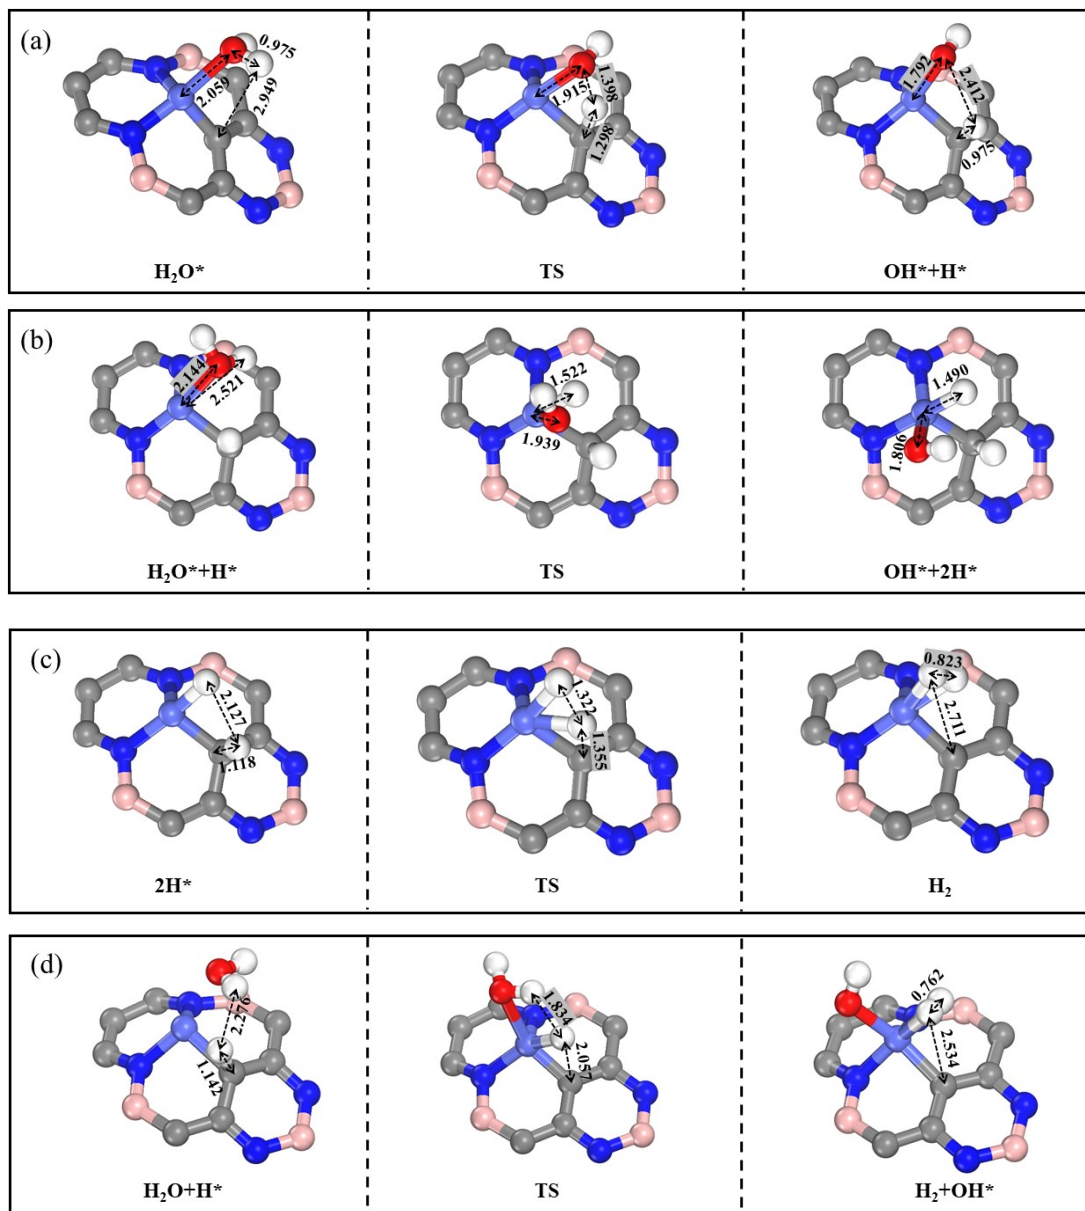 (a)
0.975
2.059
2.949
1.915
1.398
1.298
1.792
2.412
0.975
H₂O*
TS
OH*+H*
(b)
2.144
2.521
1.522
1.939
1.490
1.806
H₂O*+H*
TS
OH*+2H*
(c)
2.127
1.118
1.322
1.355
0.823
2.711
2H*
TS
H₂
(d)
2.276
1.142
1.834
2.057
0.762
2.534
H₂O+H*
TS
H₂+OH*